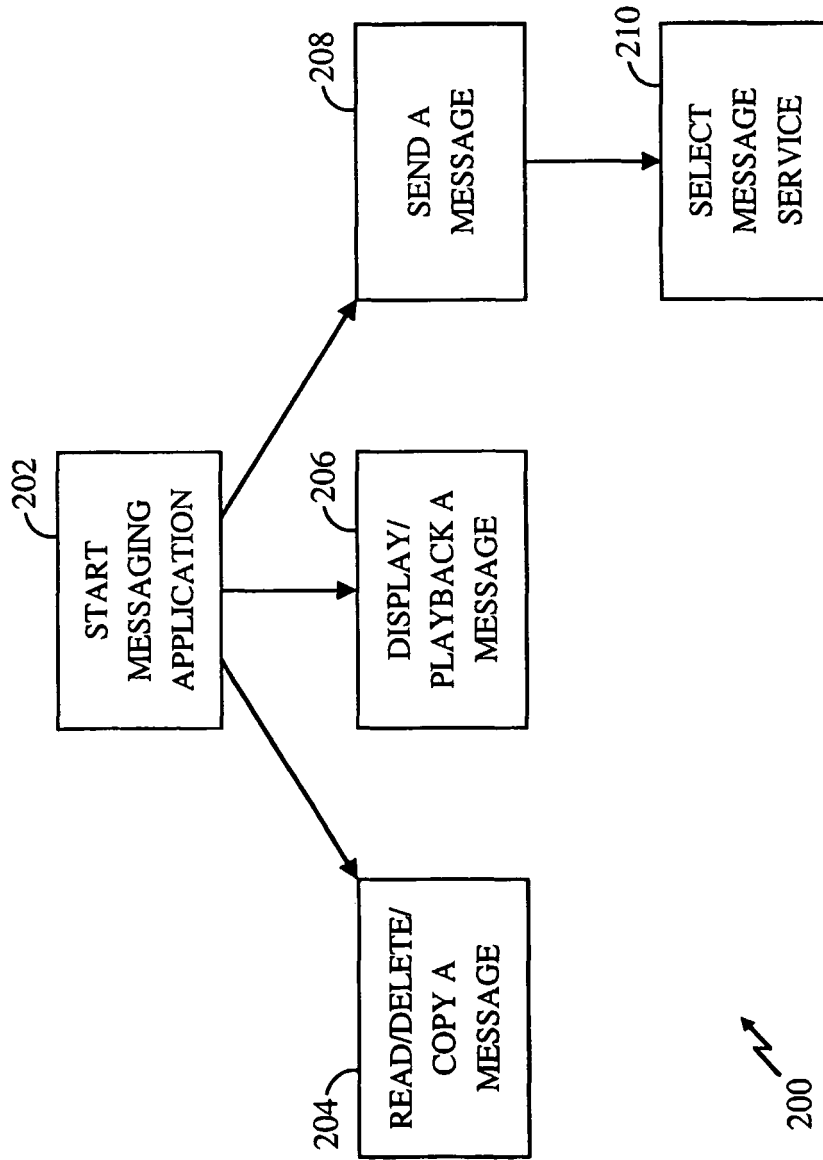 202
START
MESSAGING
APPLICATION
204
READ/DELETE/
COPY A
MESSAGE
206
DISPLAY/
PLAYBACK A
MESSAGE
208
SEND A
MESSAGE
210
SELECT
MESSAGE
SERVICE
200